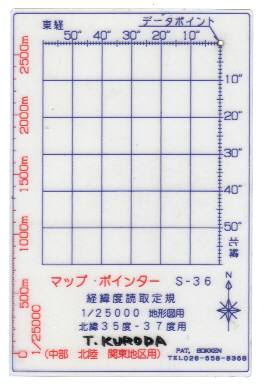 東経 データポイント
50″ 40″ 30″ 20″ 10″
10″
20″
30″
40″
50″
北緯
2500m
2000m
1500m
1000m
500m
0
1/25000
マップ・ポインター S-36
経緯度読取定規
1/25000 地形図用
北緯35度-37度用
T. KURODA
(中部 北陸 関東地区用)
N
PAT. BOKKEN
TEL 026-558-8368